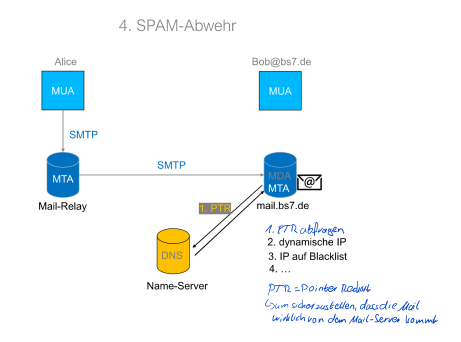 4. SPAM-Abwehr
Alice
Bob@bs7.de
MUA
MUA
SMTP
SMTP
MTA
MDA
MTA
@
Mail-Relay
mail.bs7.de
1. PTR
DNS
Name-Server
1. PTR abfragen
2. dynamische IP
3. IP auf Blacklist
4. ...
PTR = Pointer
um sicherzustellen, dass die Mail
wirklich von dem Mail-Server kommt